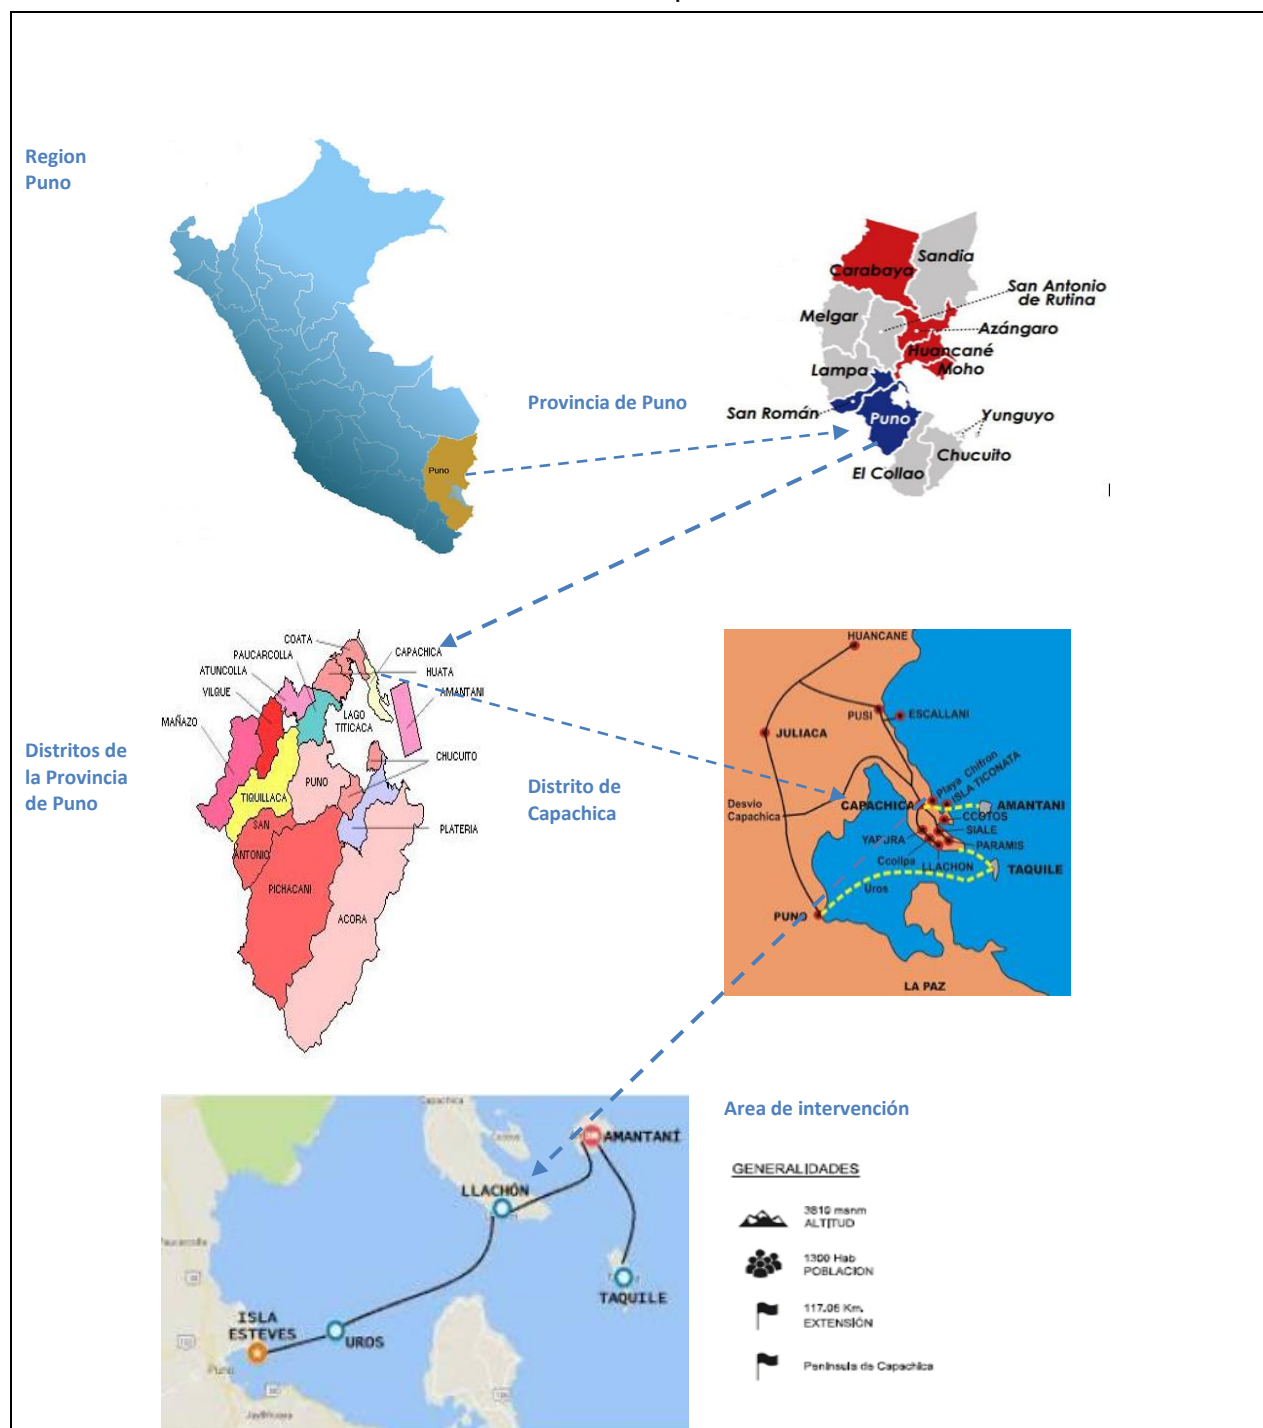 Region
Puno
Puno
Provincia de Puno
Carabaya
Sandia
San Antonio
de Rutina
Melgar
Azángaro
Huancané
Moho
Lampa
San Román
Puno
Yunguyo
Chucuito
El Collao
COATA
PAUCARCOLLA
CAPACHICA
ATUNCOLLA
HUATA
VILQUE
AMANTANI
MAÑAZO
LAGO
TITICACA
CHUCUITO
PUNO
TIQUILLACA
SAN
ANTONIO
PLATERIA
PICHACANI
ACORA
Distritos de
la Provincia
de Puno
Distrito de
Capachica
HUANCANE
PUSI
ESCALLANI
JULIACA
Playa Chifron
ISLA TICONATA
Desvio
Capachica
CAPACHICA
AMANTANI
CCOTOS
SIALE
YAPURA
PARAMIS
Ccollpa
LLACHON
TAQUILE
Uros
PUNO
LA PAZ
Capachica
Ccotos
AMANTANÍ
LLACHÓN
TAQUILE
ISLA
ESTEVES
UROS
Puno
Area de intervención
GENERALIDADES
3810 msnm
ALTITUD
1300 Hab
POBLACION
117.06 Km.
EXTENSIÓN
Peninsula de Capachica